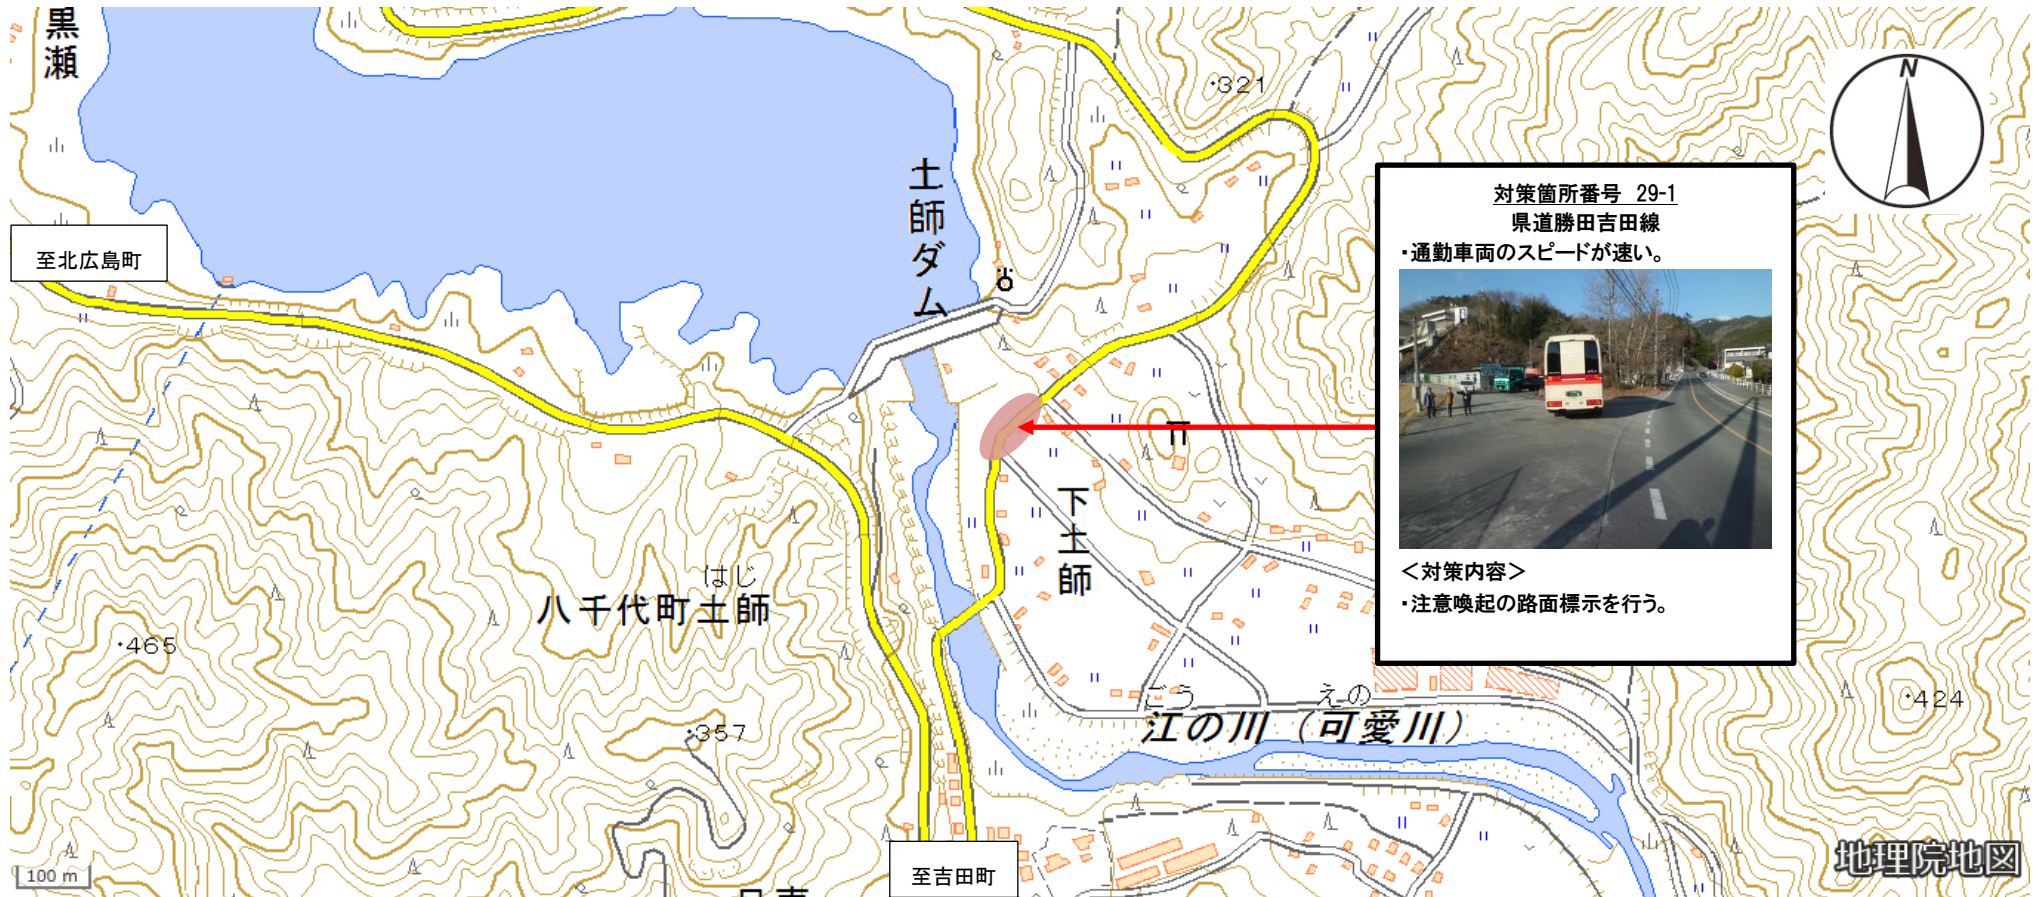 黒瀬
・321
N
土師ダム
対策箇所番号 29-1
県道勝田吉田線
・通勤車両のスピードが速い。
<対策内容>
・注意喚起の路面標示を行う。
至北広島町
下土師
はじ
八千代町土師
・465
・357
・424
ごう えの
江の川（可愛川）
至吉田町
100 m
地理院地図